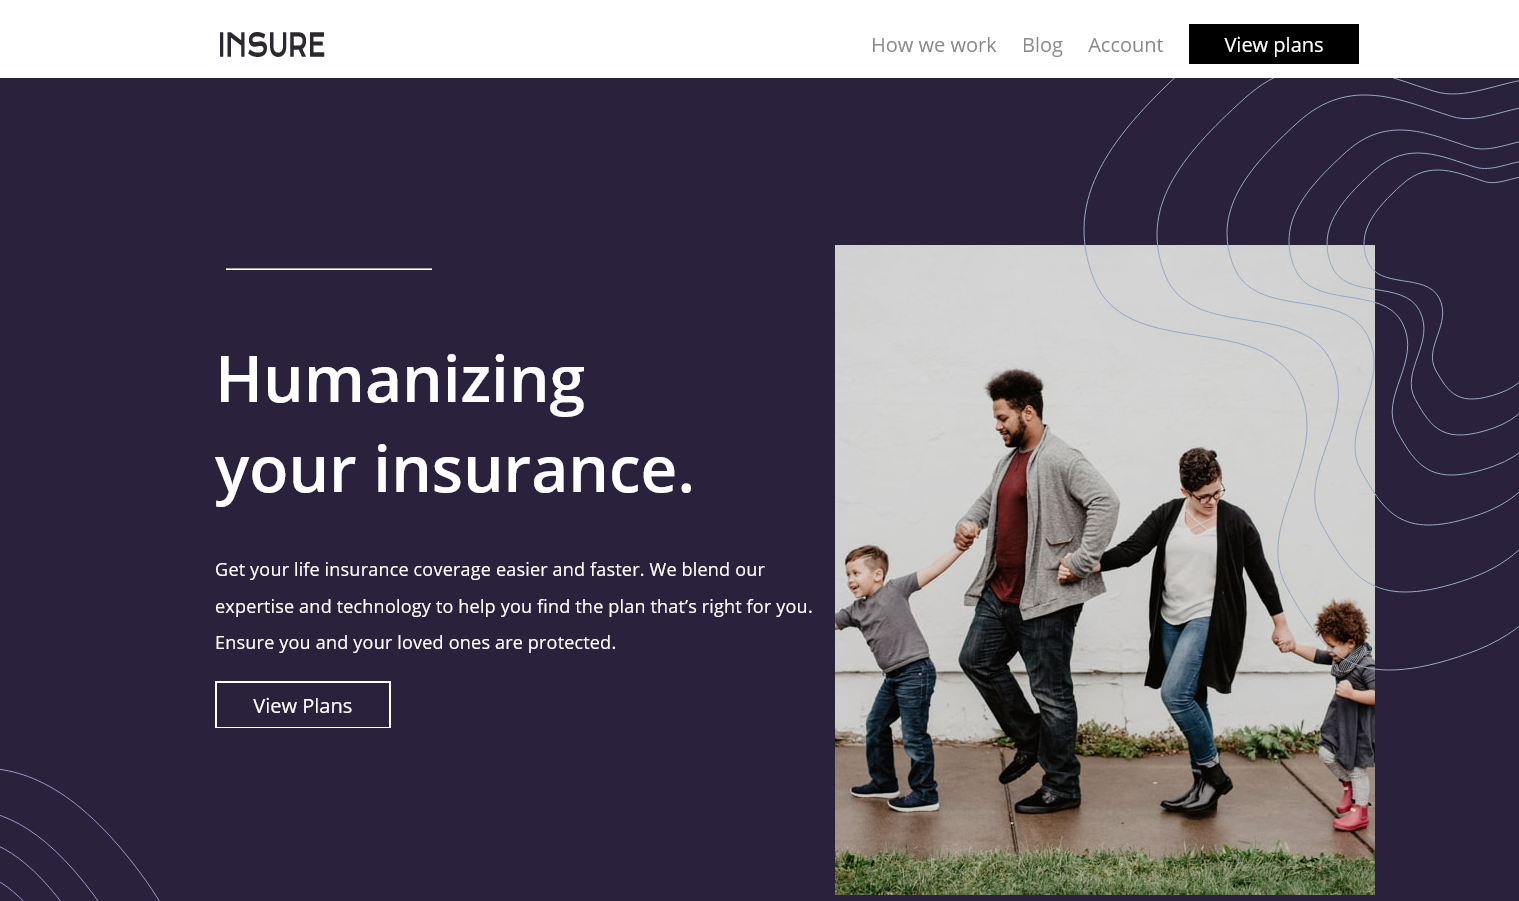 INSURE
How we work
Blog
Account
View plans
Humanizing
your insurance.
Get your life insurance coverage easier and faster. We blend our
expertise and technology to help you find the plan that’s right for you.
Ensure you and your loved ones are protected.
View Plans